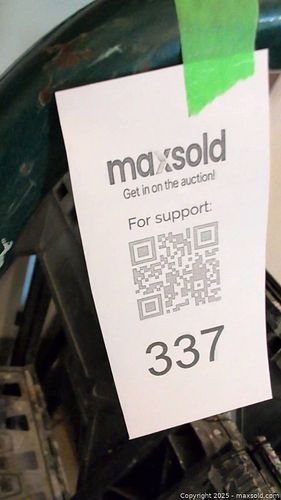 maxsold
Get in on the auction!
For support:
337
Copyright 2025 - maxsold.com